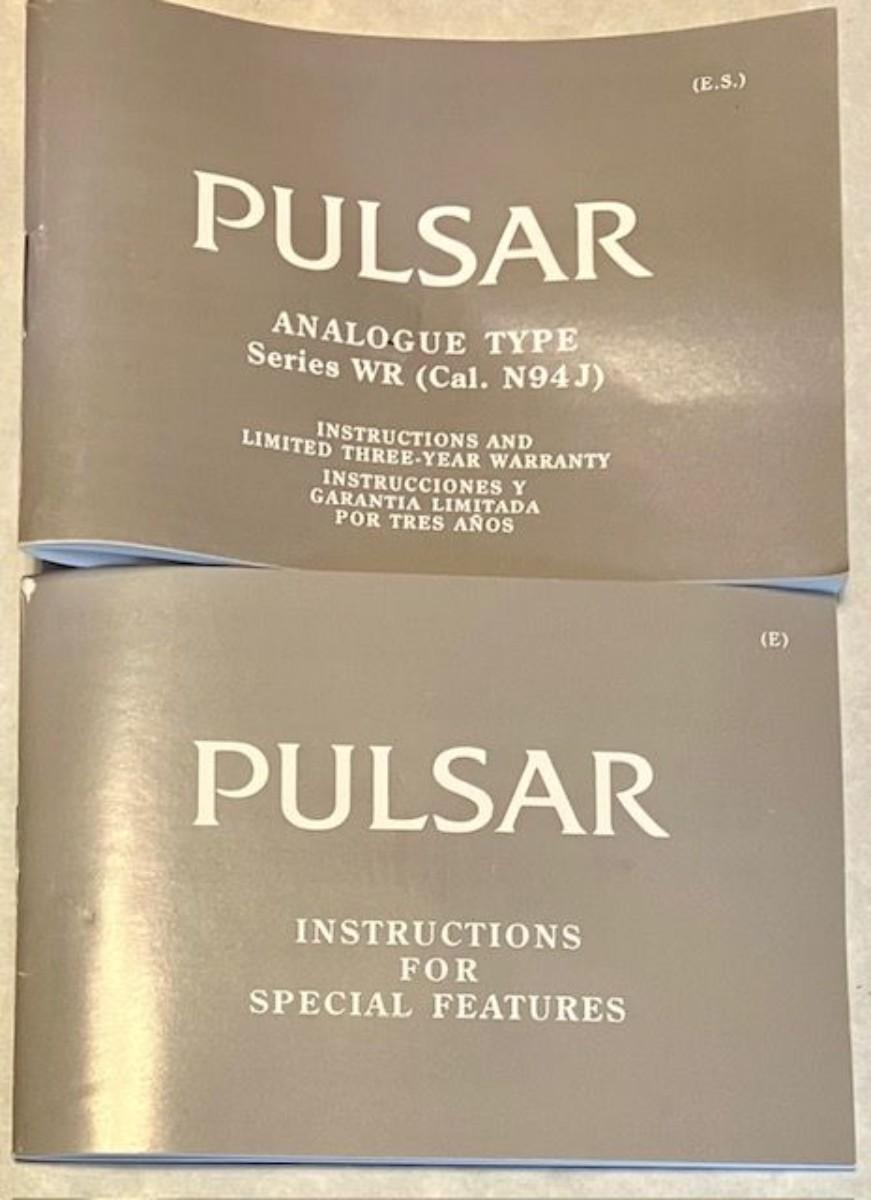 (E.S.)
PULSAR
ANALOGUE TYPE
Series WR (Cal. N94J)
INSTRUCTIONS AND
LIMITED THREE-YEAR WARRANTY
INSTRUCCIONES Y
GARANTIA LIMITADA
POR TRES AÑOS
(E)
PULSAR
INSTRUCTIONS
FOR
SPECIAL FEATURES